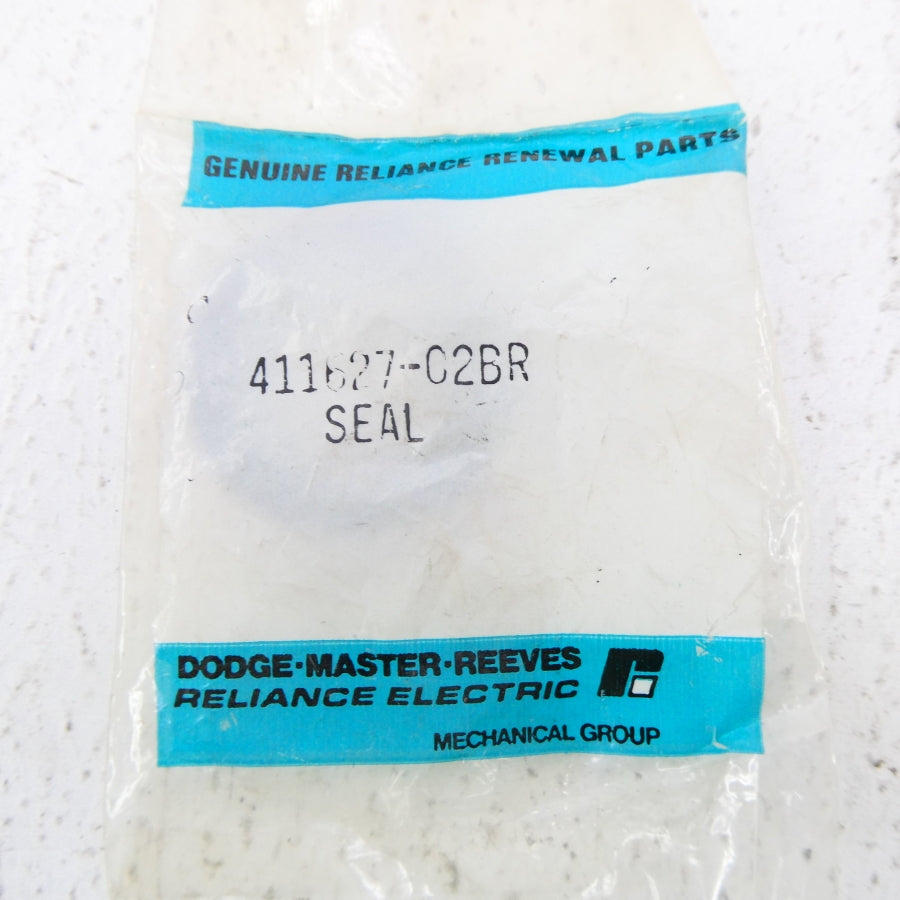 GENUINE RELIANCE RENEWAL PARTS
411627-02BR
SEAL
DODGE·MASTER·REEVES
RELIANCE ELECTRIC
MECHANICAL GROUP